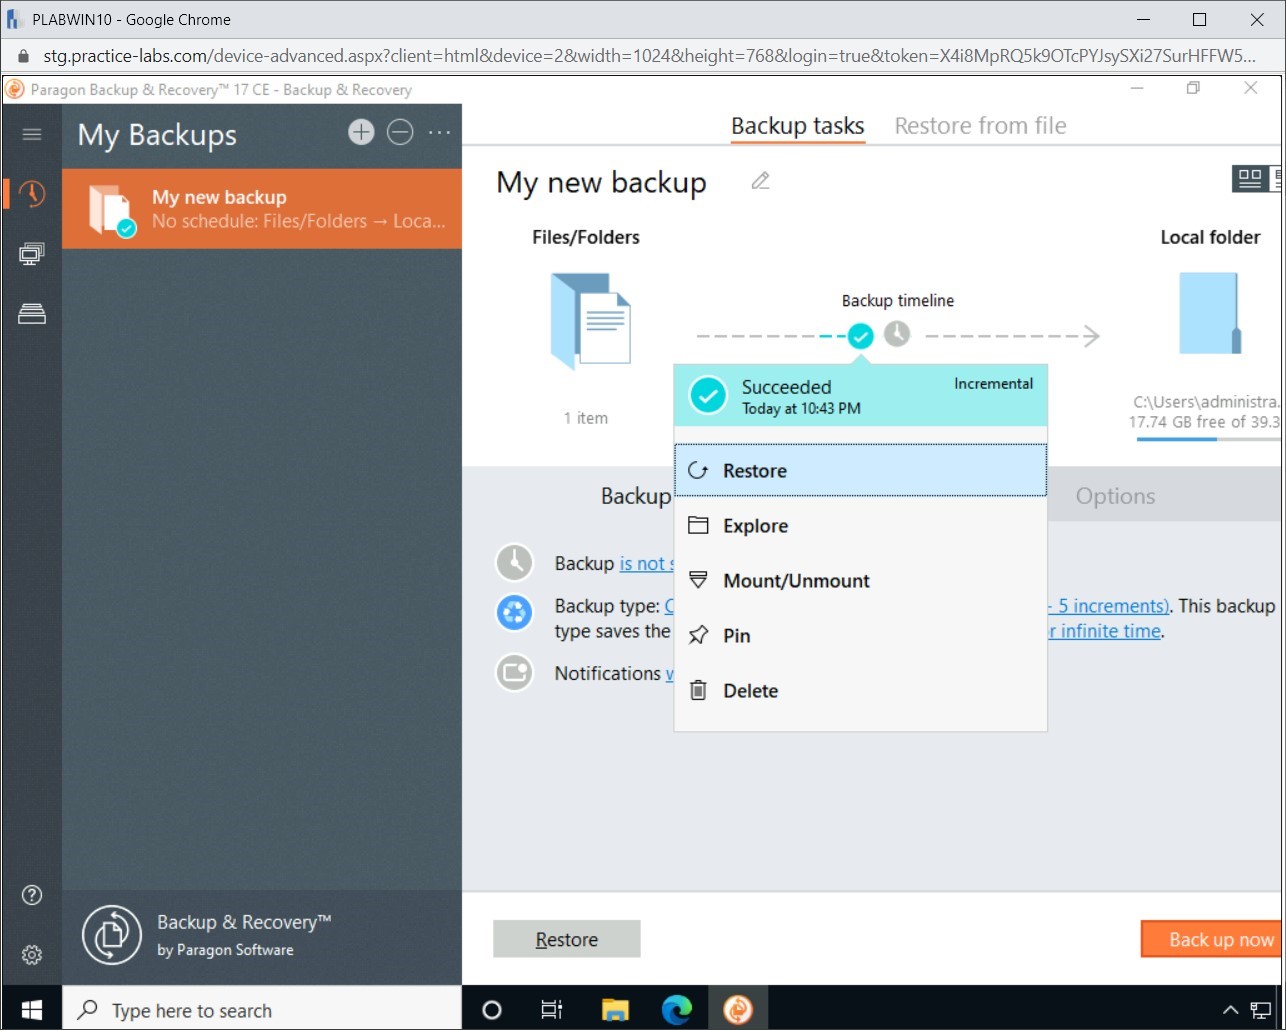 PLABWIN10 - Google Chrome
stg.practice-labs.com/device-advanced.aspx?client=html&device=2&width=1024&height=768&login=true&token=X4i8MpRQ5k9OTcPYJsySXi27SurHFFW5...
Paragon Backup & Recovery™ 17 CE - Backup & Recovery
My Backups
Backup tasks
Restore from file
My new backup
No schedule: Files/Folders → Loca...
My new backup
Files/Folders
Local folder
Backup timeline
1 item
C:\Users\administra.
17.74 GB free of 39.3
Succeeded
Incremental
Today at 10:43 PM
Restore
Explore
Mount/Unmount
Pin
Delete
Backup
Options
Backup is not s
Backup type: C - 5 increments). This backup
type saves the r infinite time.
Notifications w
Backup & Recovery™
by Paragon Software
Restore
Back up now
Type here to search